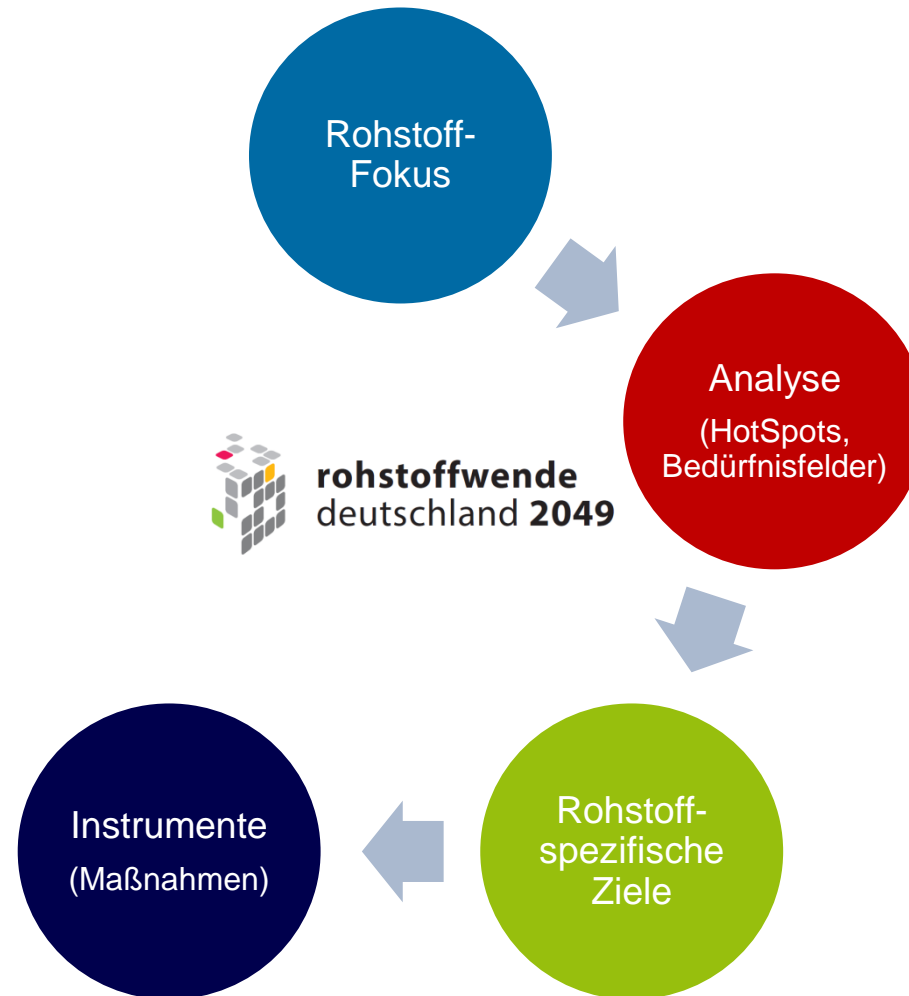 Rohstoff-
Fokus
Analyse
(HotSpots,
Bedürfnisfelder)
rohstoffwende
deutschland 2049
Rohstoff-
spezifische
Ziele
Instrumente
(Maßnahmen)